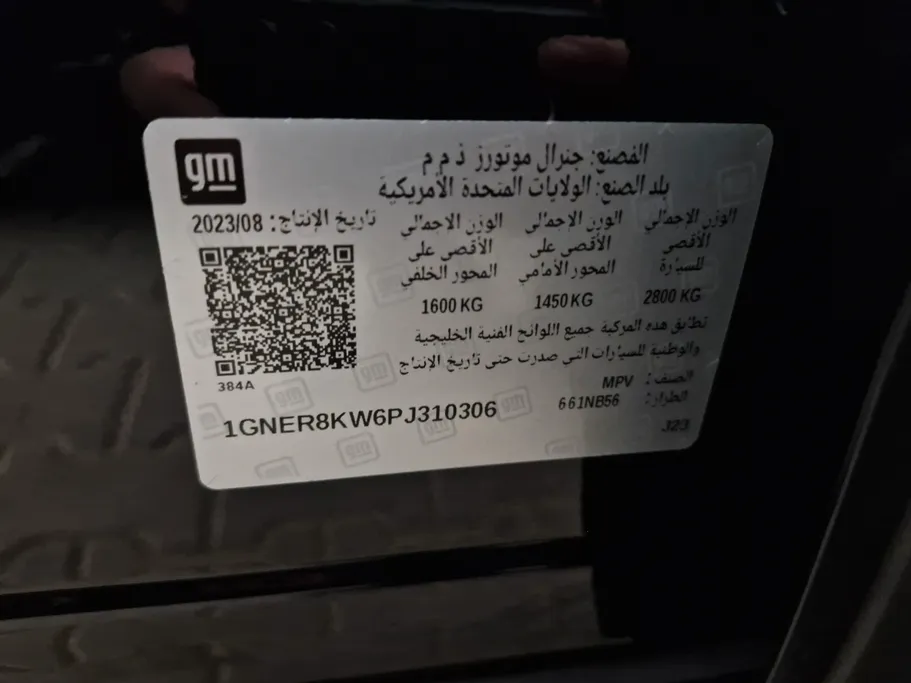 gm
المصنع: جنرال موتورز ذ م م
بلد الصنع: الولايات المتحدة الأمريكية
تاريخ الإنتاج: 2023/08
الوزن الاجمالي الأقصى للسيارة
2800 KG
الوزن الاجمالي الأقصى على المحور الأمامي
1450 KG
الوزن الاجمالي الأقصى على المحور الخلفي
1600 KG
تطابق هذه المركبة جميع اللوائح الفنية الخليجية
والوطنية للسيارات التي صدرت حتى تاريخ الإنتاج
384A
الصنف: MPV
الطراز: 661NB56
1GNER8KW6PJ310306
J23